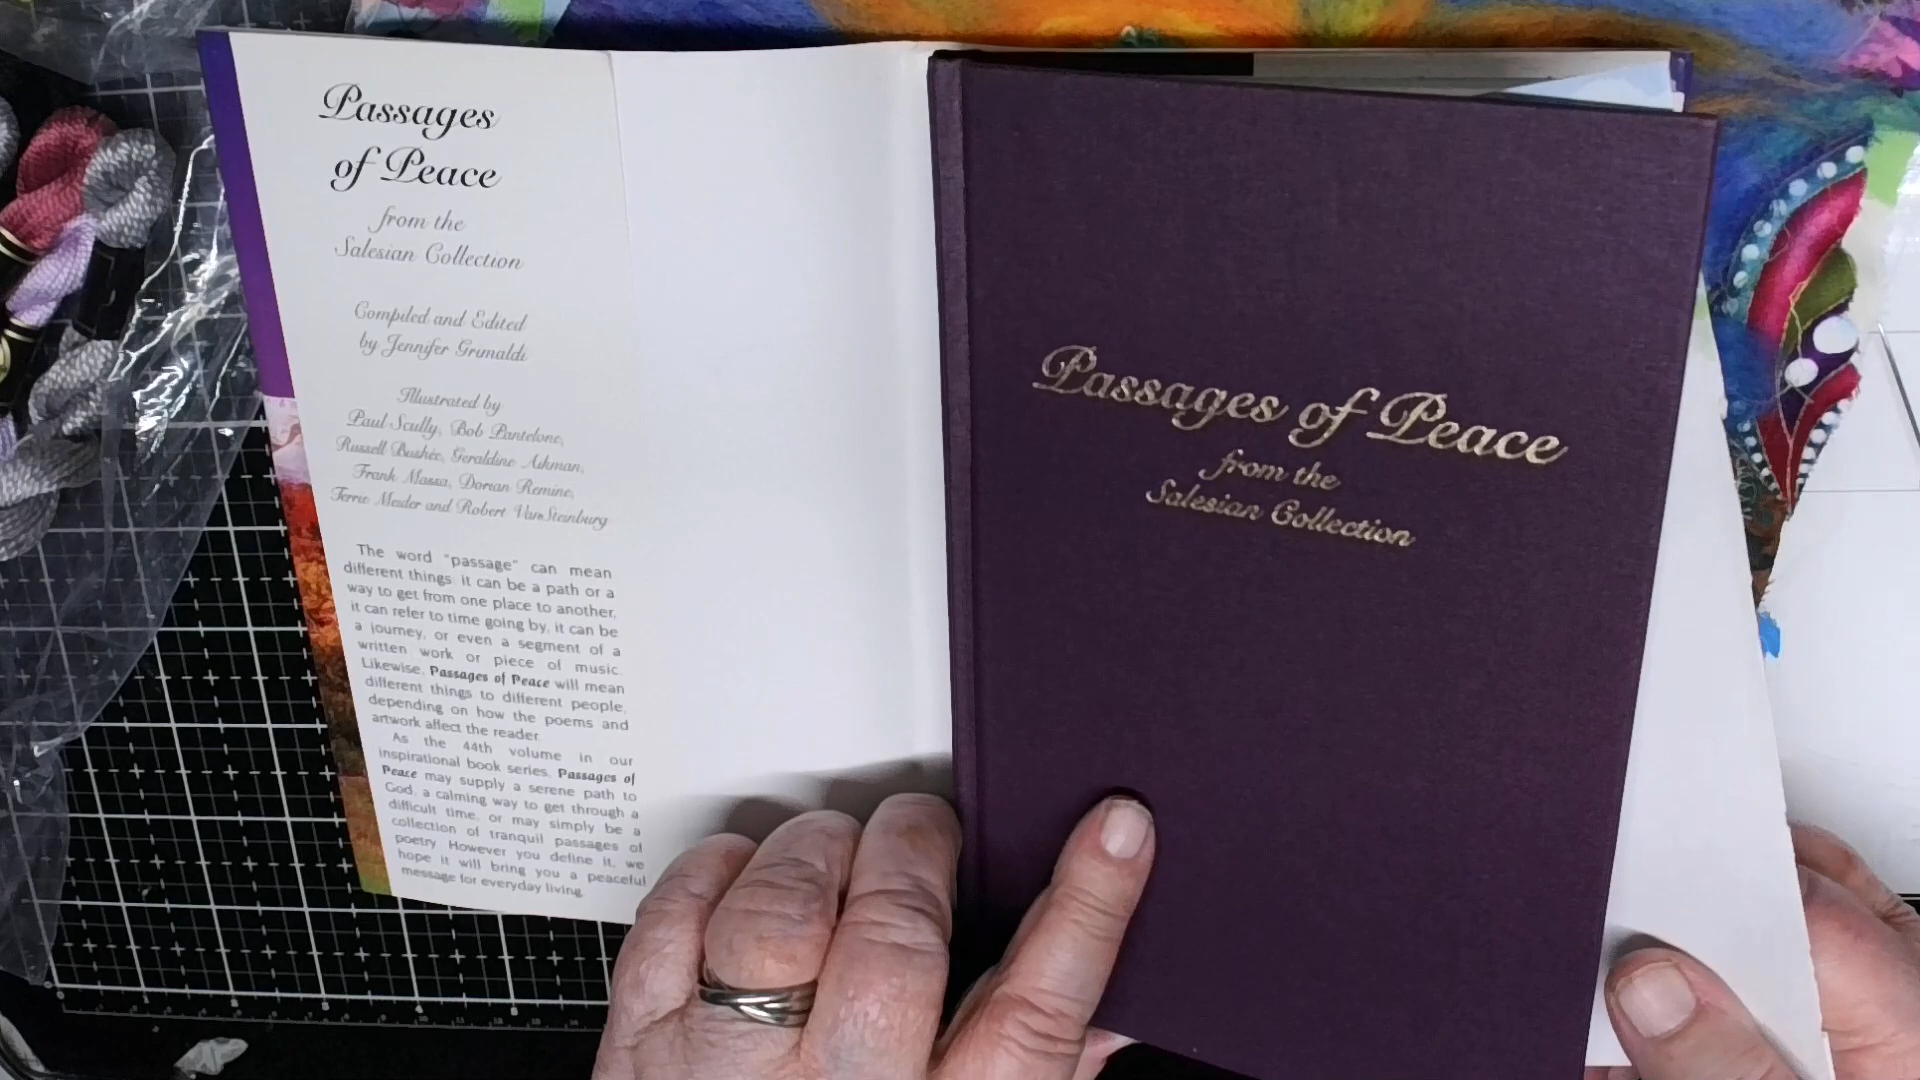 Passages
of Peace
from the
Salesian Collection
Compiled and Edited
by Jennifer Grimaldi
Illustrated by
Paul Scully, Bob Pantelone,
Russell Bushée, Geraldine Aikman,
Frank Massa, Dorian Remine,
Terrie Meider and Robert VanSteinburg
The word "passage" can mean
different things: it can be a path or a
way to get from one place to another,
it can refer to time going by, it can be
a journey, or even a segment of a
written work or piece of music.
Likewise, Passages of Peace will mean
different things to different people,
depending on how the poems and
artwork affect the reader.
As the 44th volume in our
inspirational book series, Passages of
Peace may supply a serene path to
God, a calming way to get through a
difficult time, or may simply be a
collection of tranquil passages of
poetry. However you define it, we
hope it will bring you a peaceful
message for everyday living.
Passages of Peace
from the
Salesian Collection